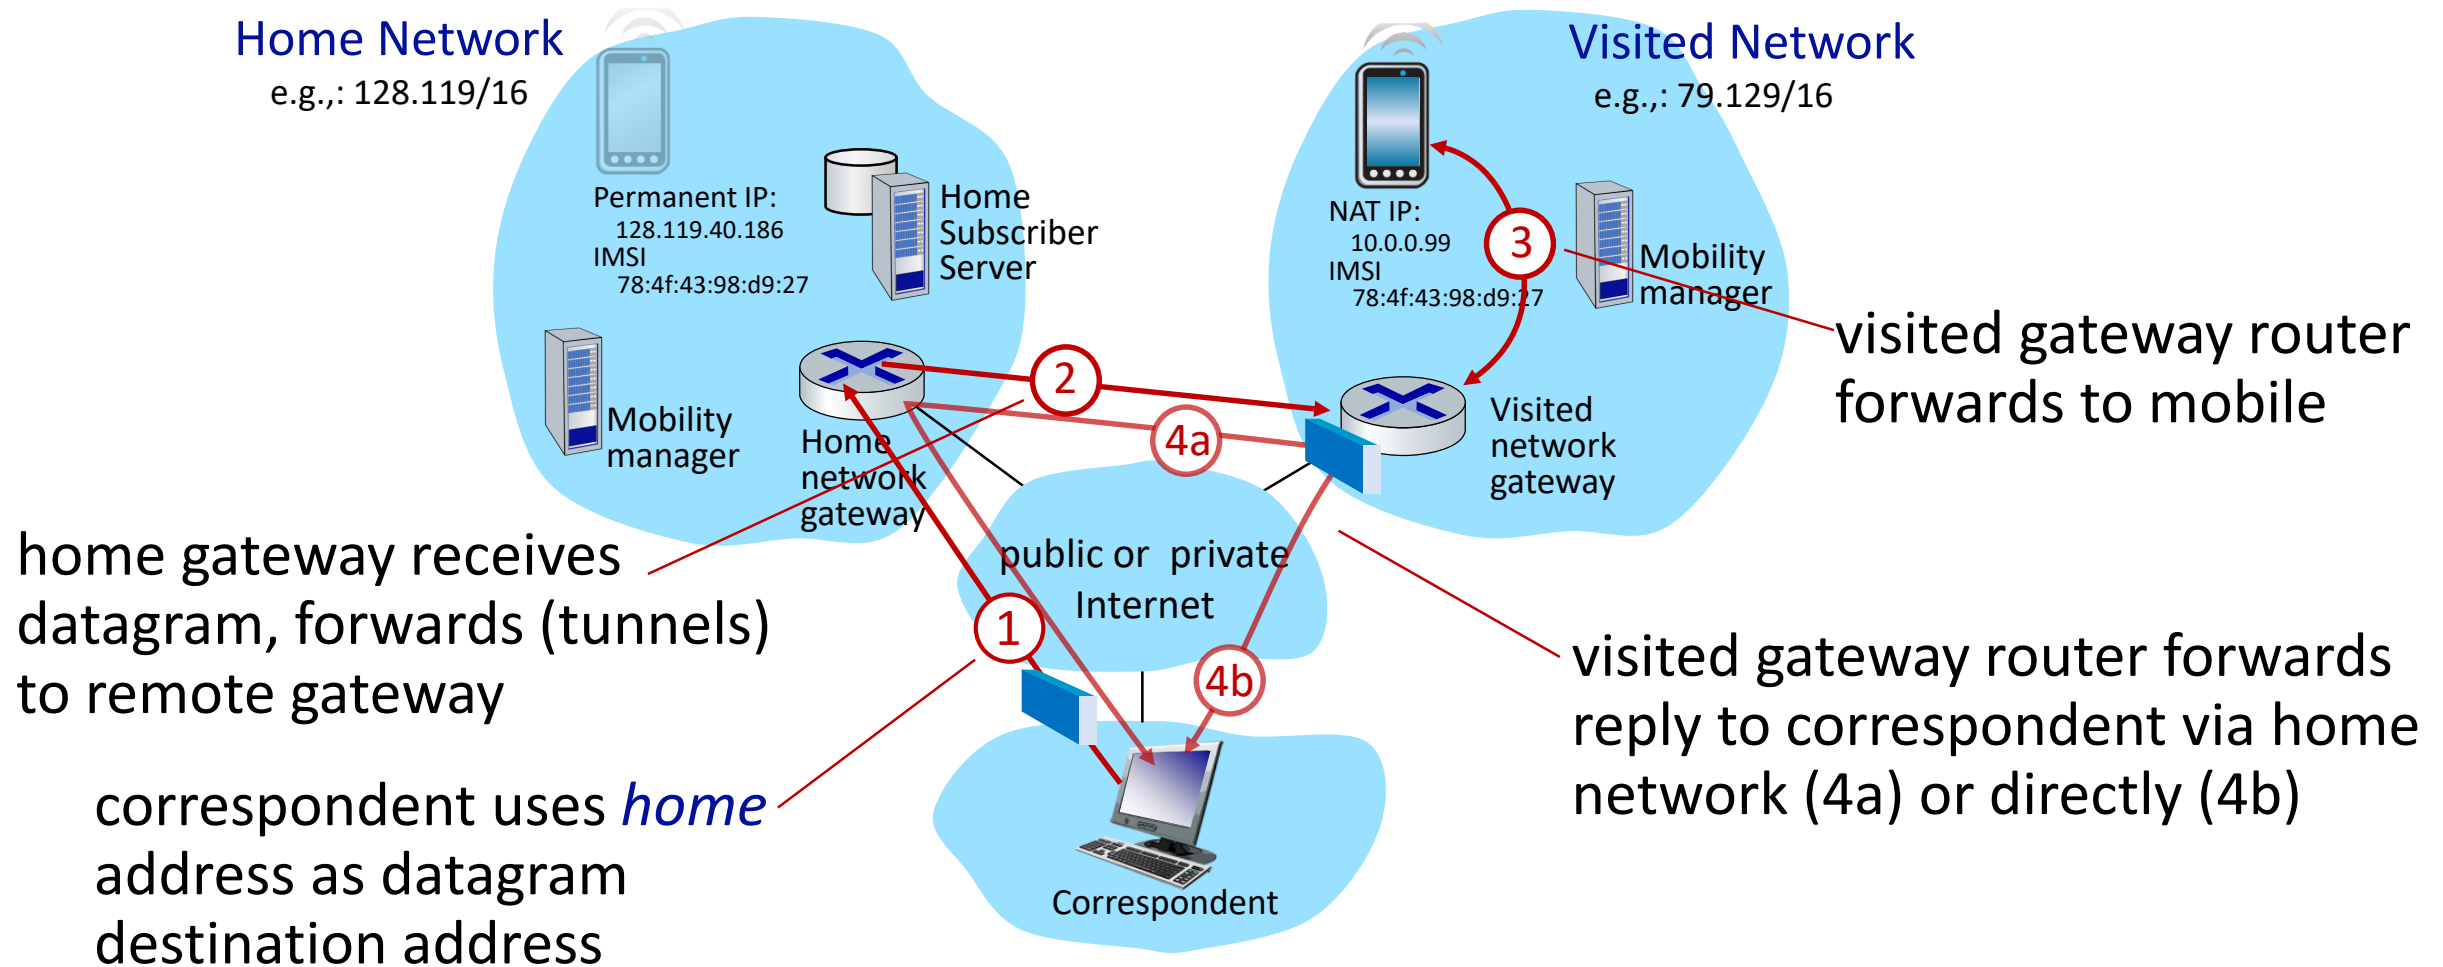 Home Network
e.g.,: 128.119/16
Visited Network
e.g.,: 79.129/16
Permanent IP:
128.119.40.186
IMSI
78:4f:43:98:d9:27
Home
Subscriber
Server
NAT IP:
10.0.0.99
IMSI
78:4f:43:98:d9:27
3
Mobility
manager
visited gateway router
forwards to mobile
2
4a
Mobility
manager
Home
network
gateway
Visited
network
gateway
home gateway receives
datagram, forwards (tunnels)
to remote gateway
public or  private
Internet
1
4b
visited gateway router forwards
reply to correspondent via home
network (4a) or directly (4b)
correspondent uses home
address as datagram
destination address
Correspondent